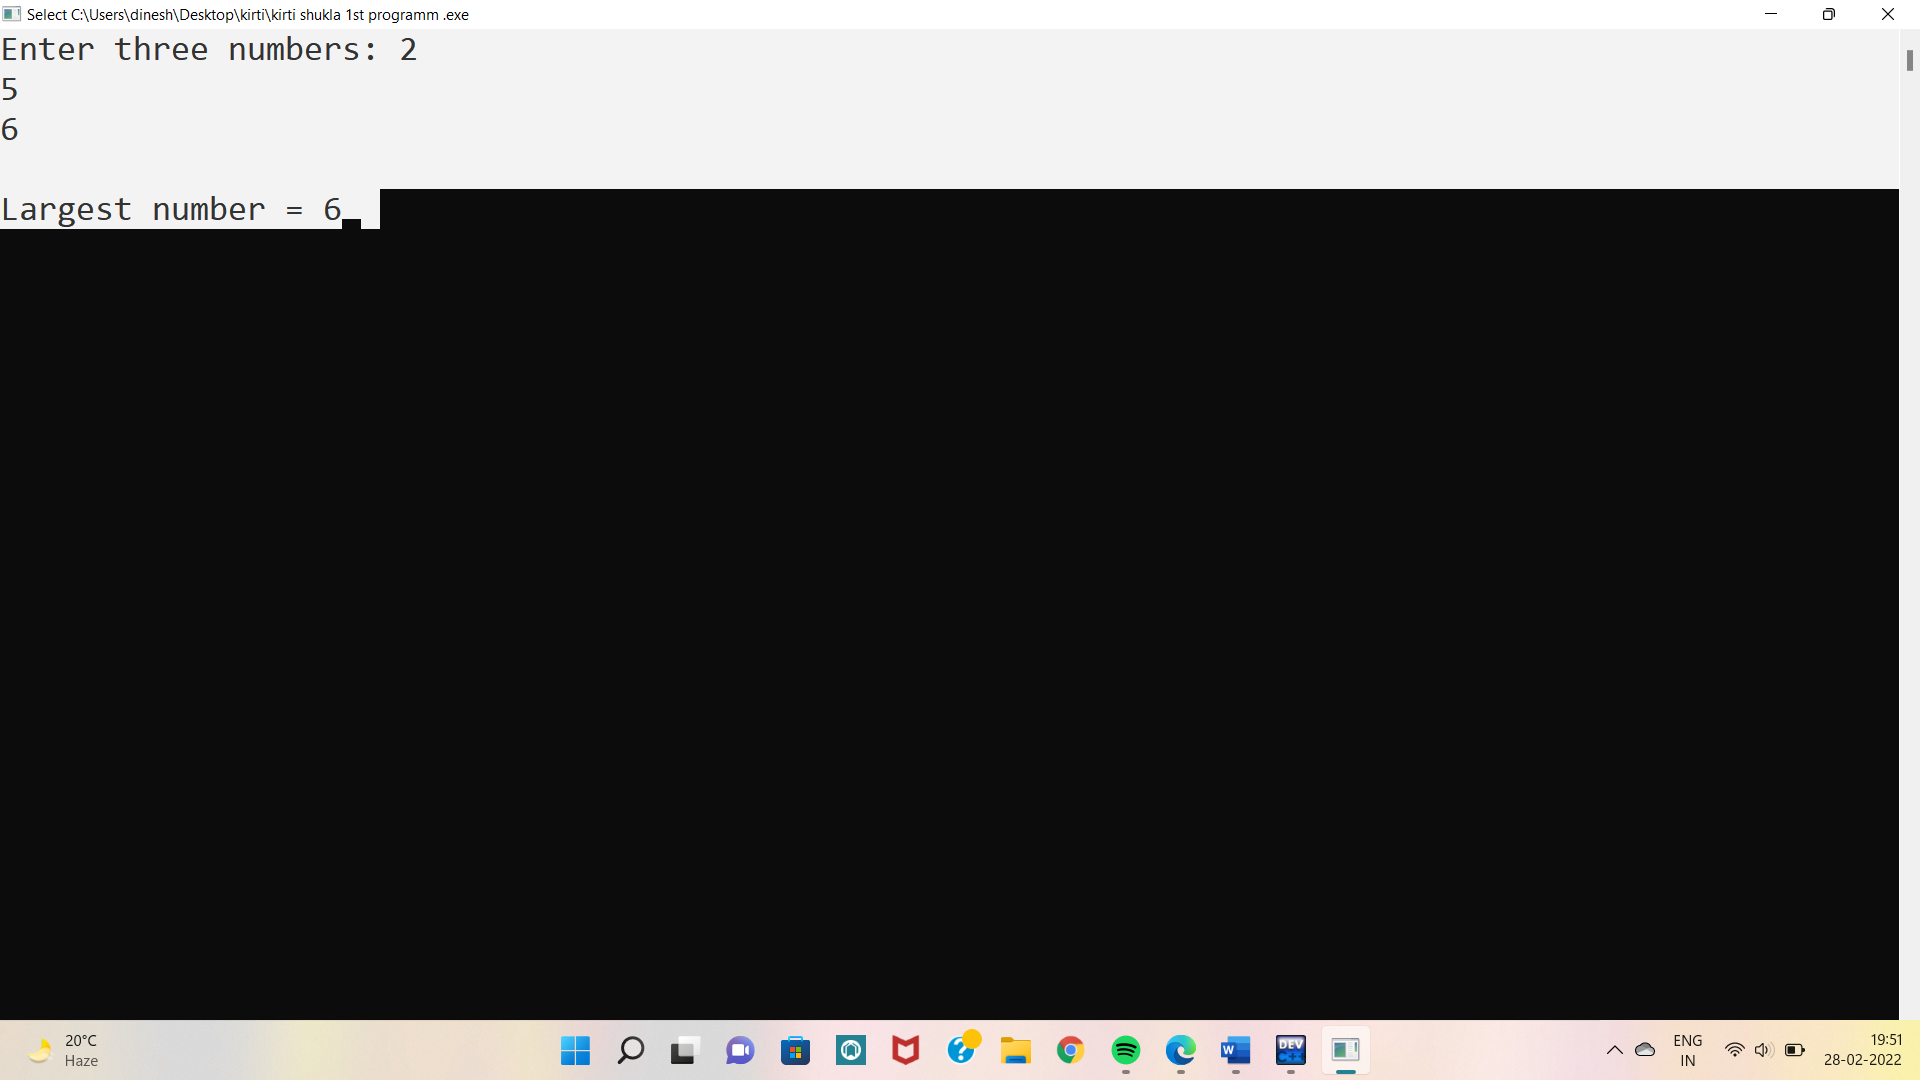 Select C:\Users\dinesh\Desktop\kirti\kirti shukla 1st programm .exe
Enter three numbers: 2
5
6
Largest number = 6
20°C
Haze
DEV
C++
ENG
IN
19:51
28-02-2022